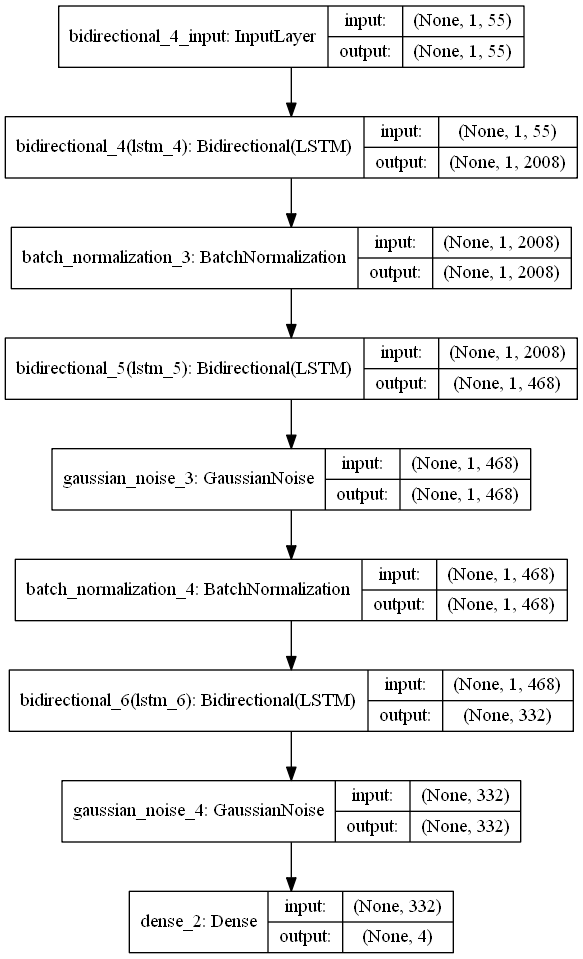 bidirectional_4_input: InputLayer
input: (None, 1, 55)
output: (None, 1, 55)
bidirectional_4(lstm_4): Bidirectional(LSTM)
input: (None, 1, 55)
output: (None, 1, 2008)
batch_normalization_3: BatchNormalization
input: (None, 1, 2008)
output: (None, 1, 2008)
bidirectional_5(lstm_5): Bidirectional(LSTM)
input: (None, 1, 2008)
output: (None, 1, 468)
gaussian_noise_3: GaussianNoise
input: (None, 1, 468)
output: (None, 1, 468)
batch_normalization_4: BatchNormalization
input: (None, 1, 468)
output: (None, 1, 468)
bidirectional_6(lstm_6): Bidirectional(LSTM)
input: (None, 1, 468)
output: (None, 332)
gaussian_noise_4: GaussianNoise
input: (None, 332)
output: (None, 332)
dense_2: Dense
input: (None, 332)
output: (None, 4)